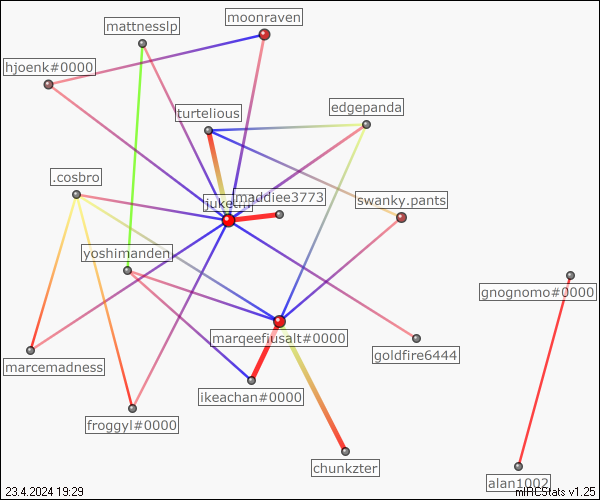 moonraven
mattnesslp
hjoenk#0000
edgepanda
turtelious
.cosbro
maddiee3773
swanky.pants
yoshimanden
gnognomo#0000
marqeefiusalt#0000
goldfire6444
marcemadness
ikeachan#0000
froggyl#0000
chunkzter
alan1002
23.4.2024 19:29
mIRCStats v1.25